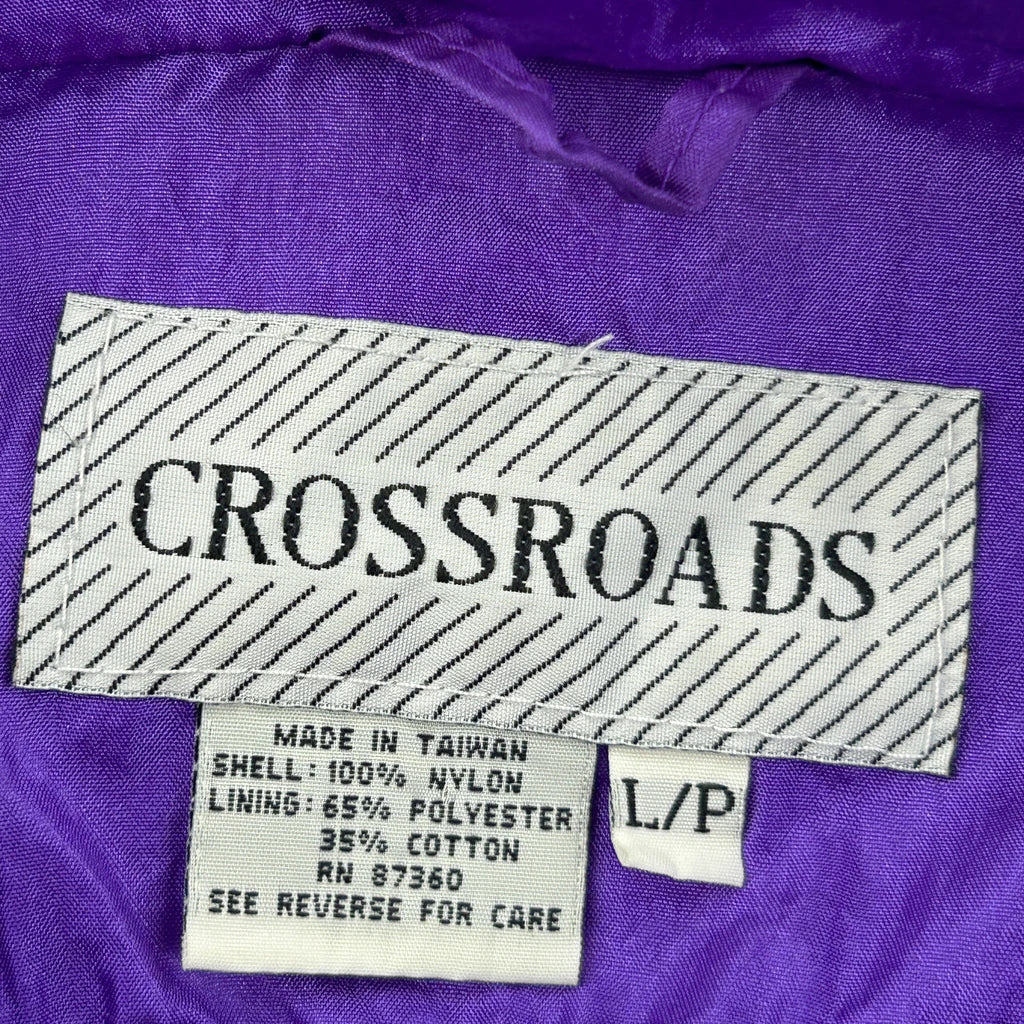 CROSSROADS
MADE IN TAIWAN
SHELL: 100% NYLON
LINING: 65% POLYESTER
35% COTTON
RN 87360
SEE REVERSE FOR CARE
L/P